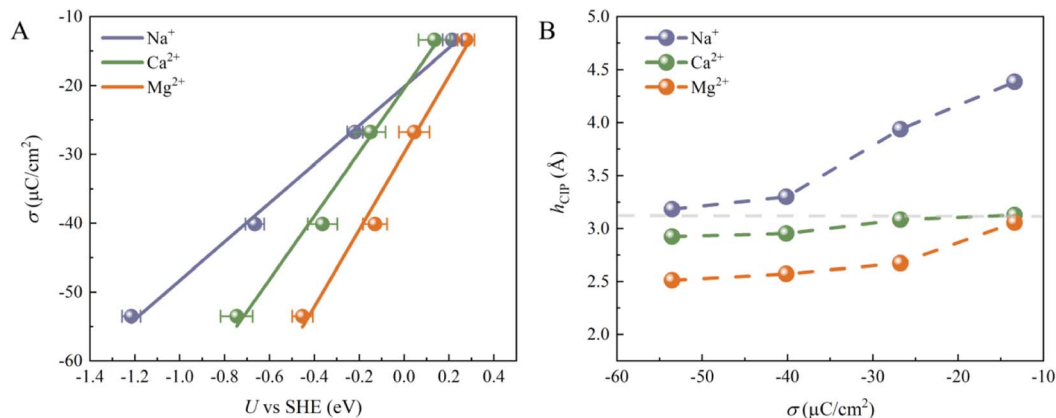 A
Na⁺
Ca²⁺
Mg²⁺
σ (μC/cm²)
-10
-20
-30
-40
-50
-60
-1.4 -1.2 -1.0 -0.8 -0.6 -0.4 -0.2 0.0 0.2 0.4
U vs SHE (eV)
B
Na⁺
Ca²⁺
Mg²⁺
h_CIP (Å)
5.0
4.5
4.0
3.5
3.0
2.5
2.0
-60 -50 -40 -30 -20 -10
σ (μC/cm²)